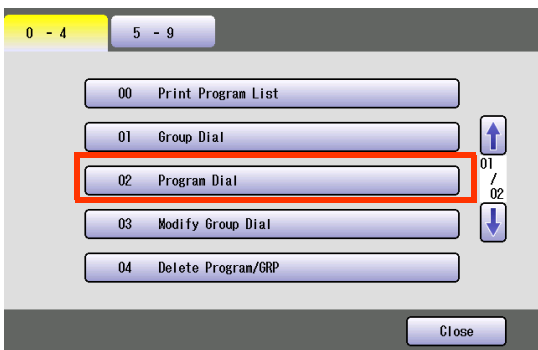 0 - 4
5 - 9
00 Print Program List
01 Group Dial
02 Program Dial
03 Modify Group Dial
04 Delete Program/GRP
01
/
02
Close